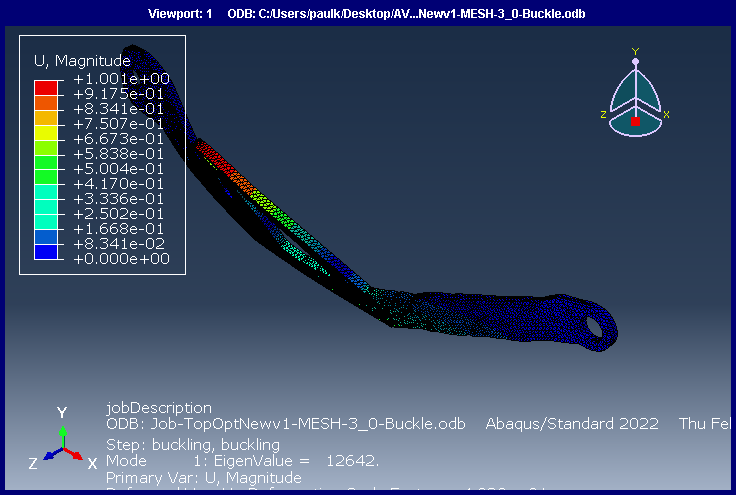 Viewport: 1 ODB: C:/Users/paulk/Desktop/AV...Newv1-MESH-3_0-Buckle.odb
U, Magnitude
+1.001e+00
+9.175e-01
+8.341e-01
+7.507e-01
+6.673e-01
+5.838e-01
+5.004e-01
+4.170e-01
+3.336e-01
+2.502e-01
+1.668e-01
+8.341e-02
+0.000e+00
Y
Z X
jobDescription
ODB: Job-TopOptNewv1-MESH-3_0-Buckle.odb Abaqus/Standard 2022 Thu Fel
Step: buckling, buckling
Mode 1: EigenValue = 12642.
Primary Var: U, Magnitude
Y
Z X